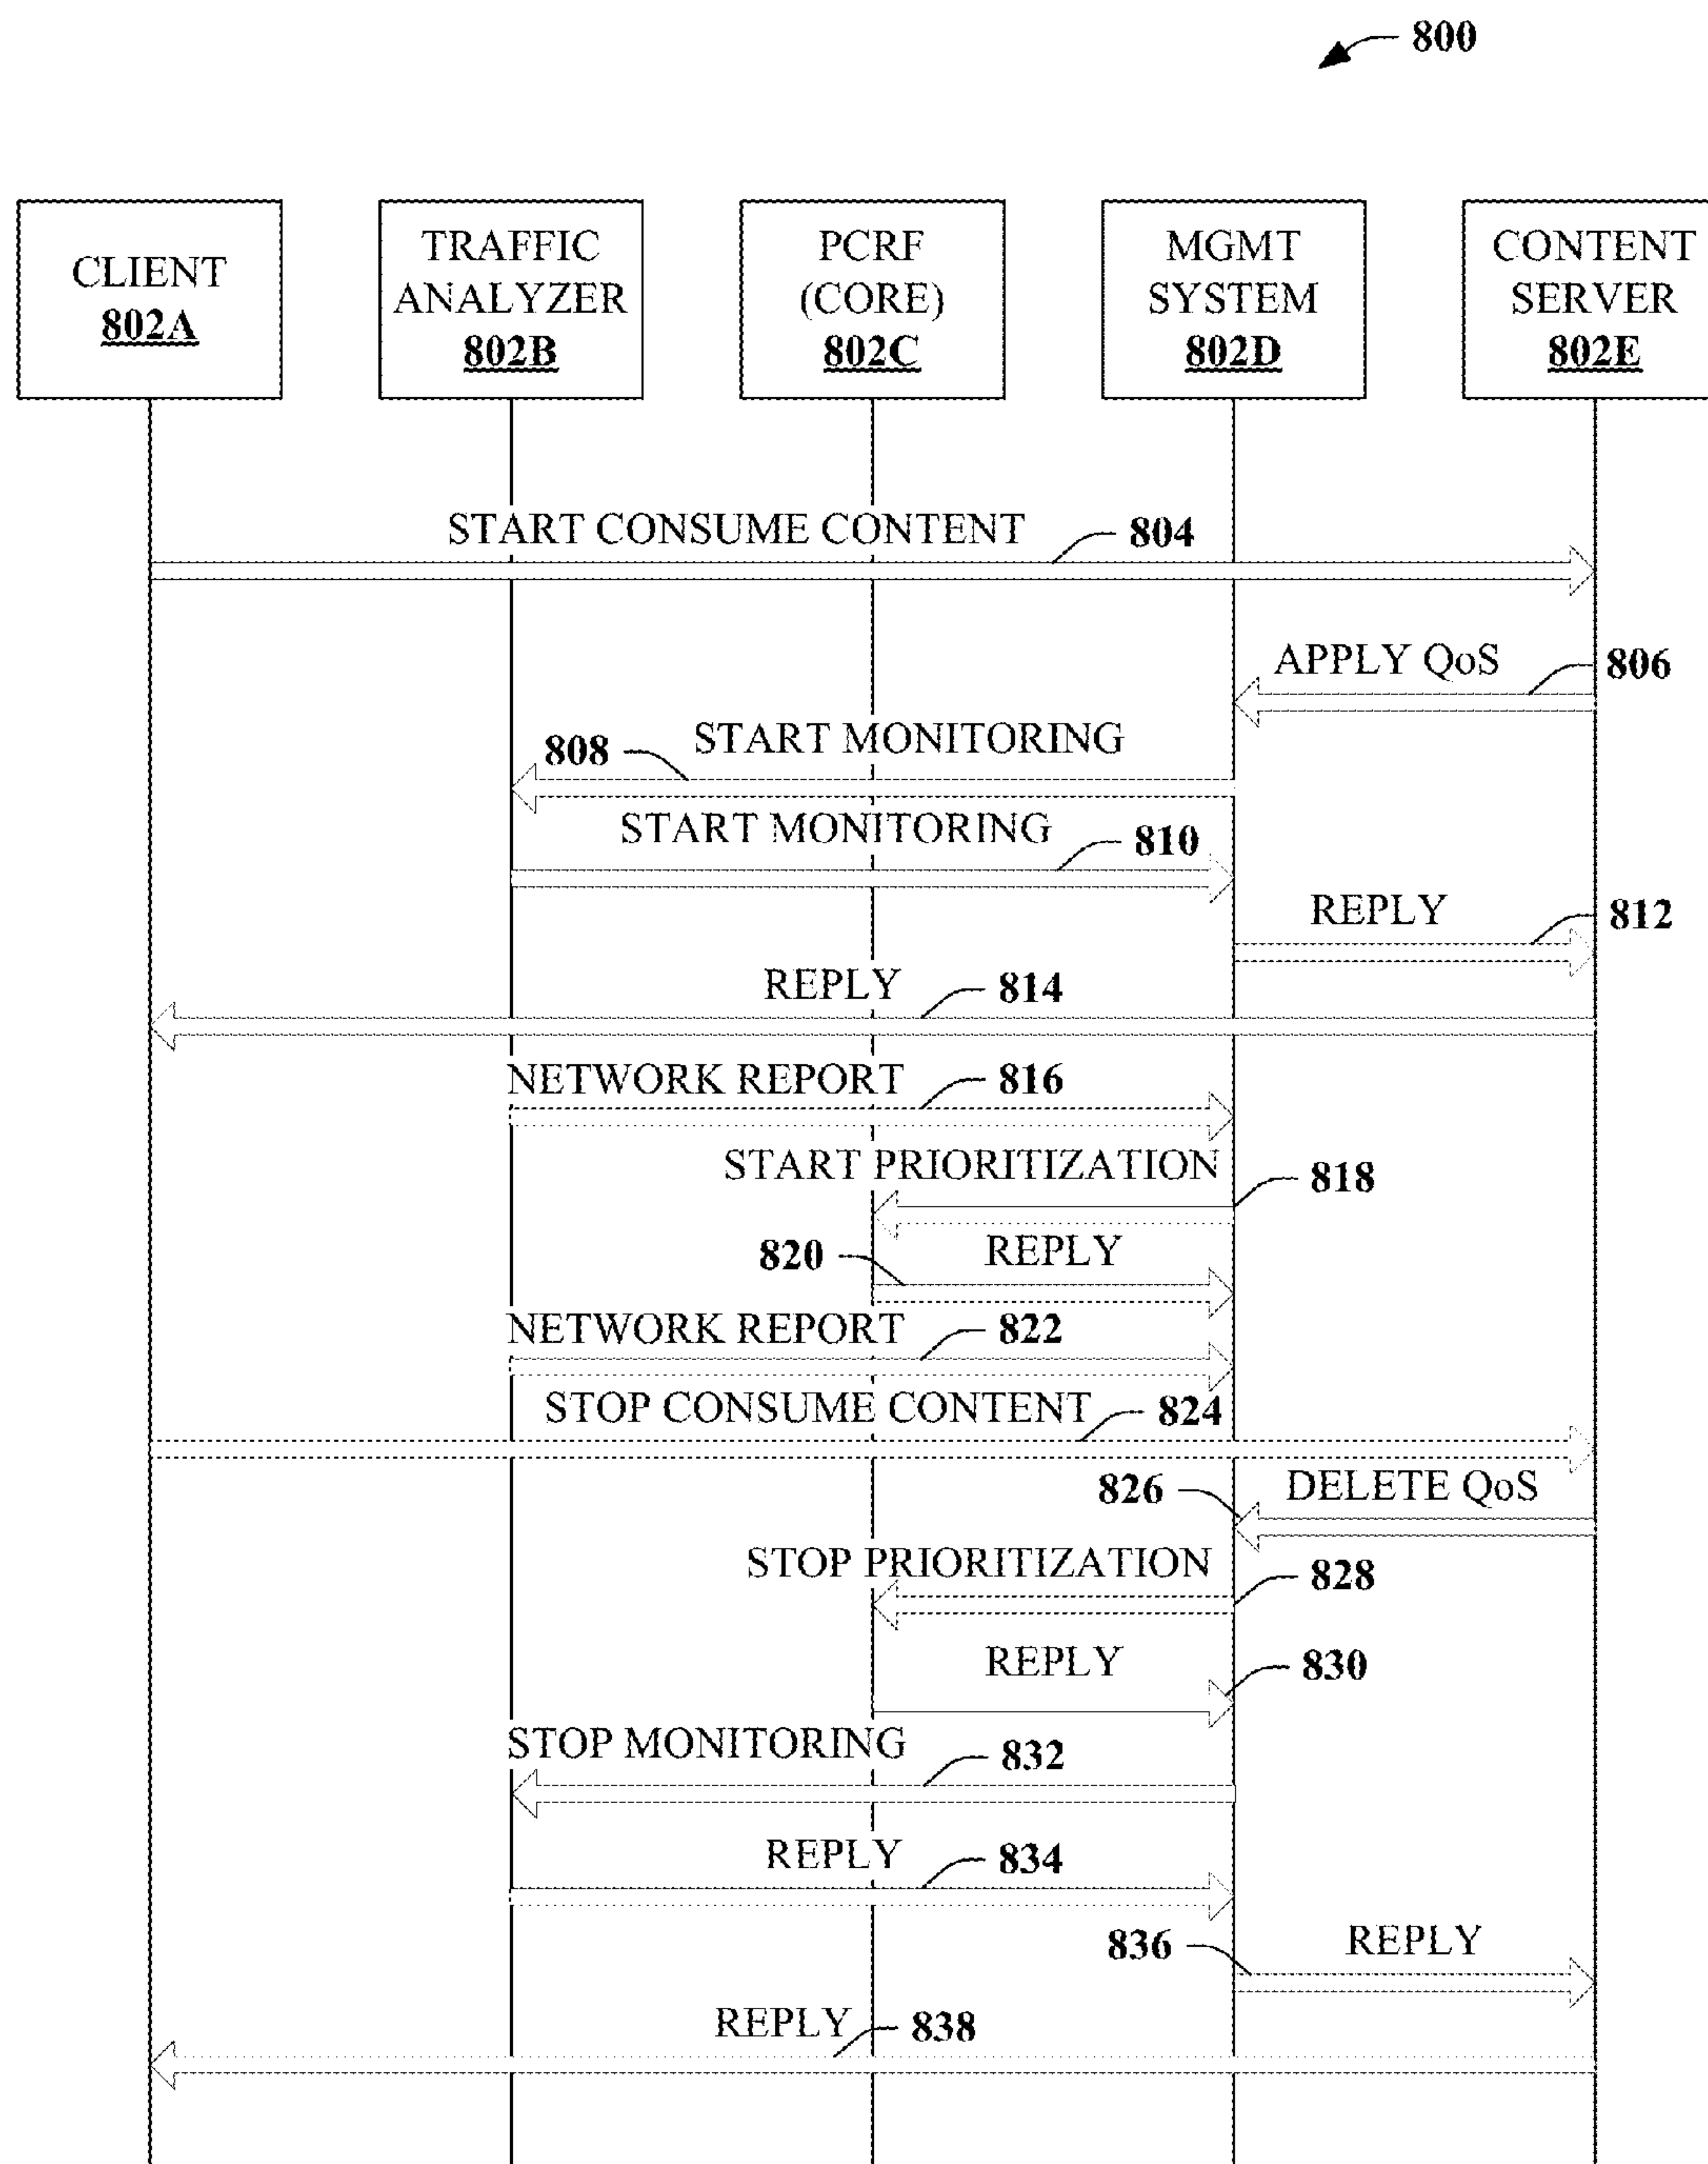 800
CLIENT
802A
TRAFFIC
ANALYZER
802B
PCRF
(CORE)
802C
MGMT
SYSTEM
802D
CONTENT
SERVER
802E
START CONSUME CONTENT
804
APPLY QoS
806
START MONITORING
808
START MONITORING
810
REPLY
812
REPLY
814
NETWORK REPORT
816
START PRIORITIZATION
818
REPLY
820
NETWORK REPORT
822
STOP CONSUME CONTENT
824
DELETE QoS
826
STOP PRIORITIZATION
828
REPLY
830
STOP MONITORING
832
REPLY
834
REPLY
836
REPLY
838